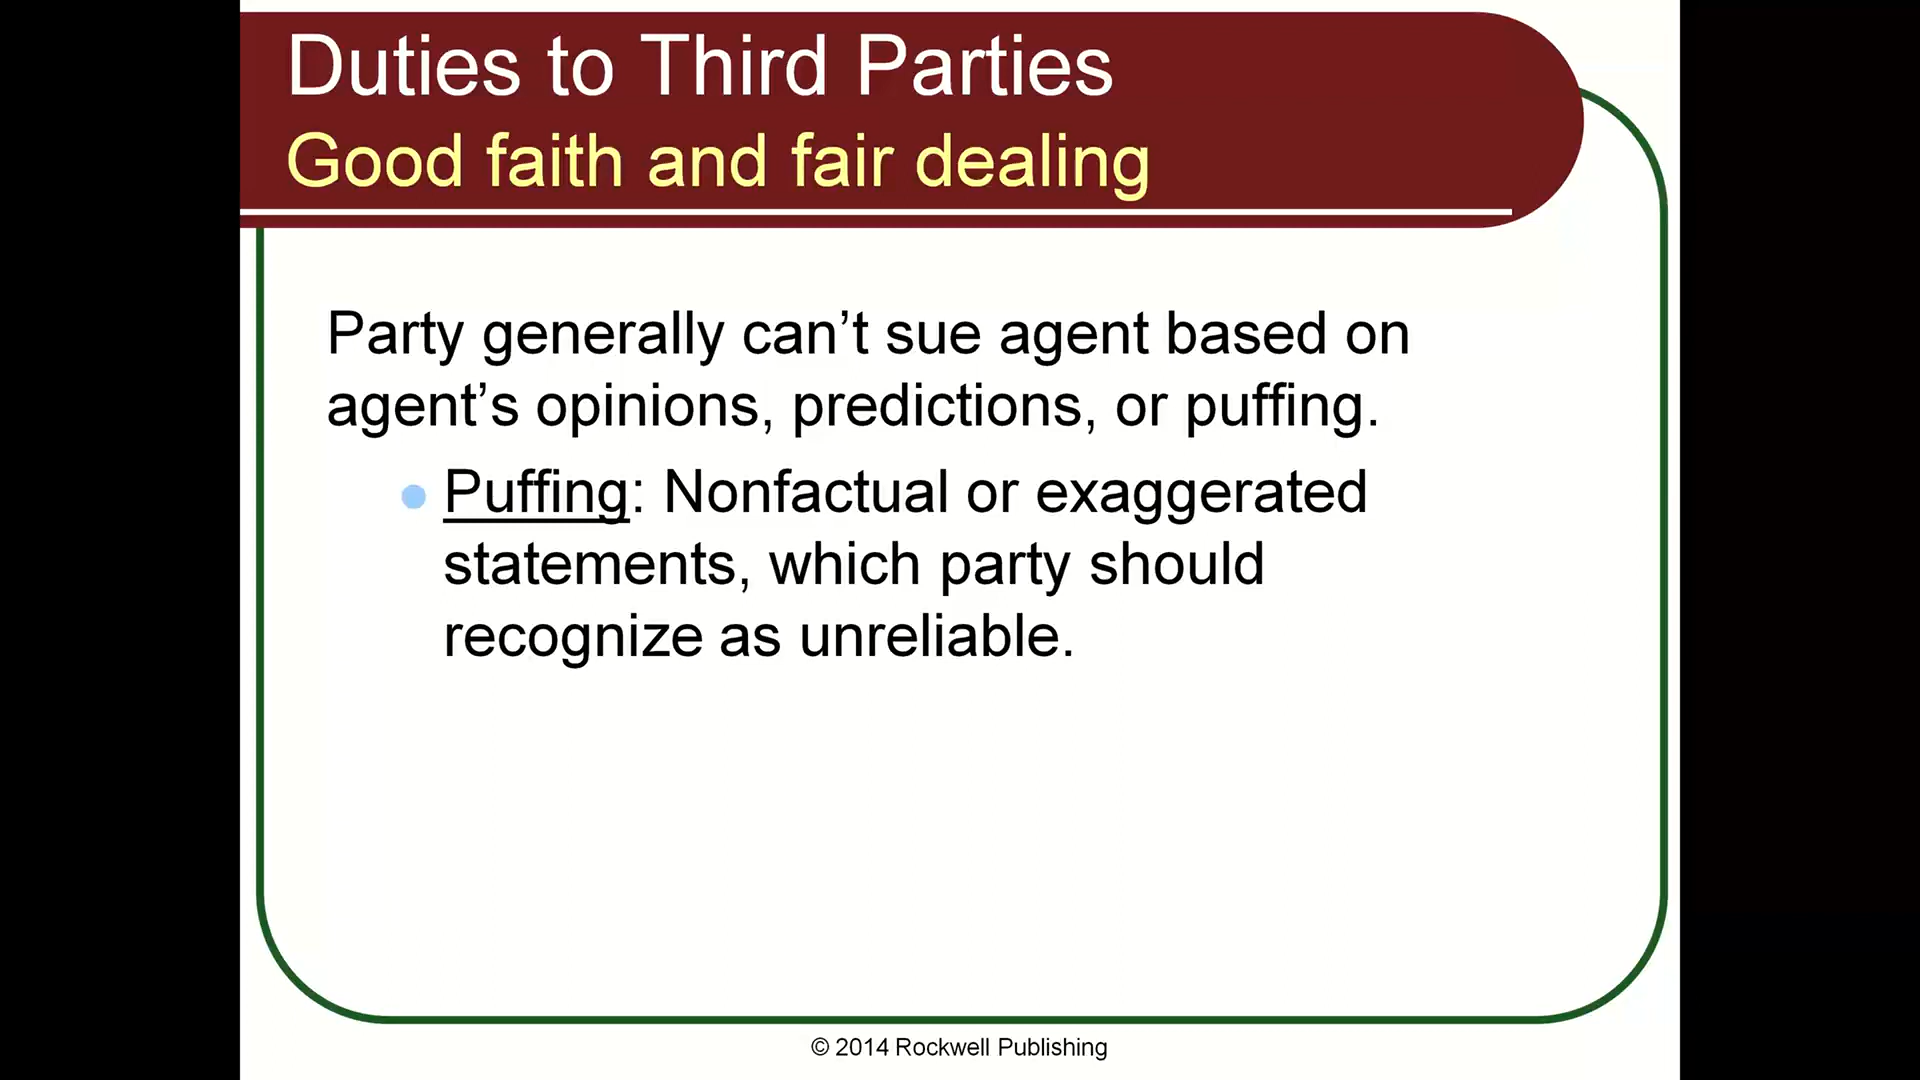 Duties to Third Parties
Good faith and fair dealing
Party generally can’t sue agent based on
agent’s opinions, predictions, or puffing.
● Puffing: Nonfactual or exaggerated
statements, which party should
recognize as unreliable.
© 2014 Rockwell Publishing